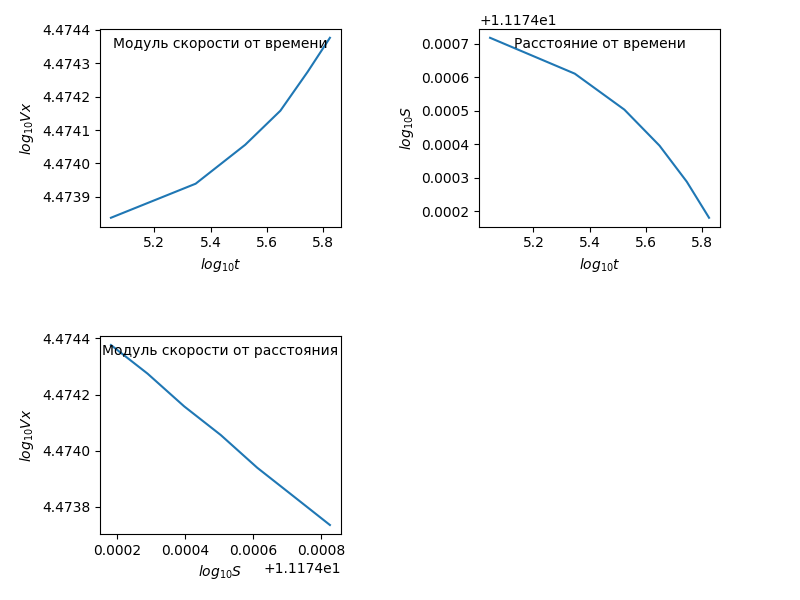 Модуль скорости от времени
4.4744
4.4743
4.4742
4.4741
4.4740
4.4739
log₁₀Vx
5.2 5.4 5.6 5.8
log₁₀t
+1.1174e1
Расстояние от времени
0.0007
0.0006
0.0005
0.0004
0.0003
0.0002
log₁₀S
5.2 5.4 5.6 5.8
log₁₀t
Модуль скорости от расстояния
4.4744
4.4742
4.4740
4.4738
log₁₀Vx
0.0002 0.0004 0.0006 0.0008
log₁₀S +1.1174e1